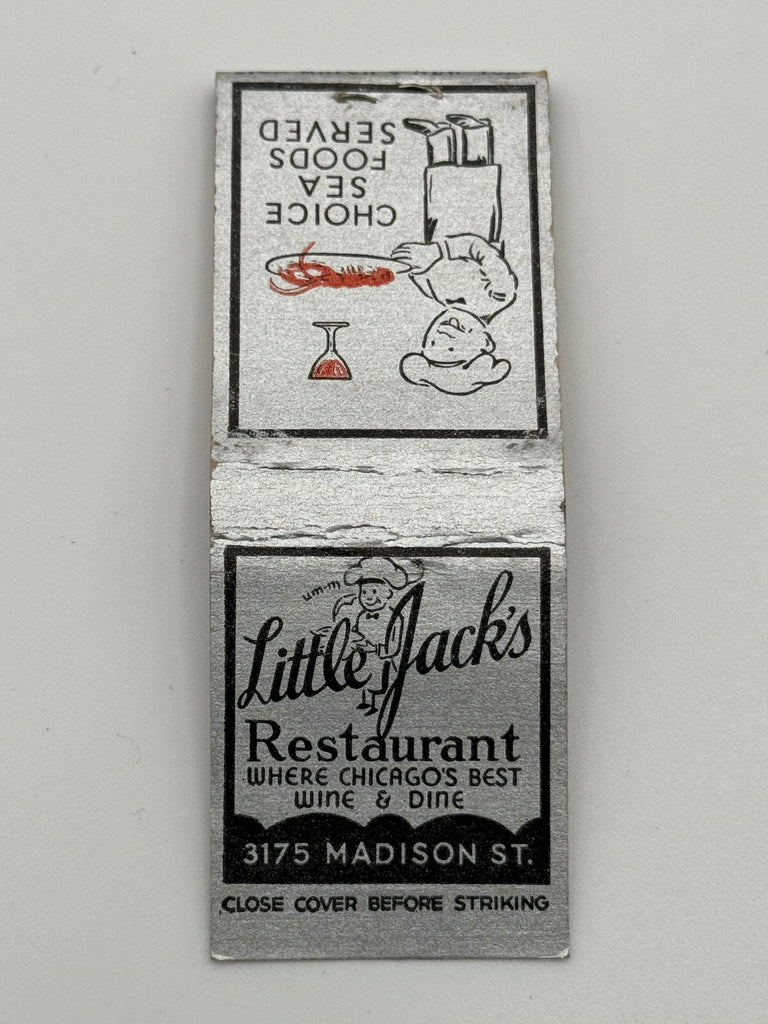 CHOICE
SEA
FOODS
SERVED
um-m
Little Jack's
Restaurant
WHERE CHICAGO'S BEST
WINE & DINE
3175 MADISON ST.
CLOSE COVER BEFORE STRIKING